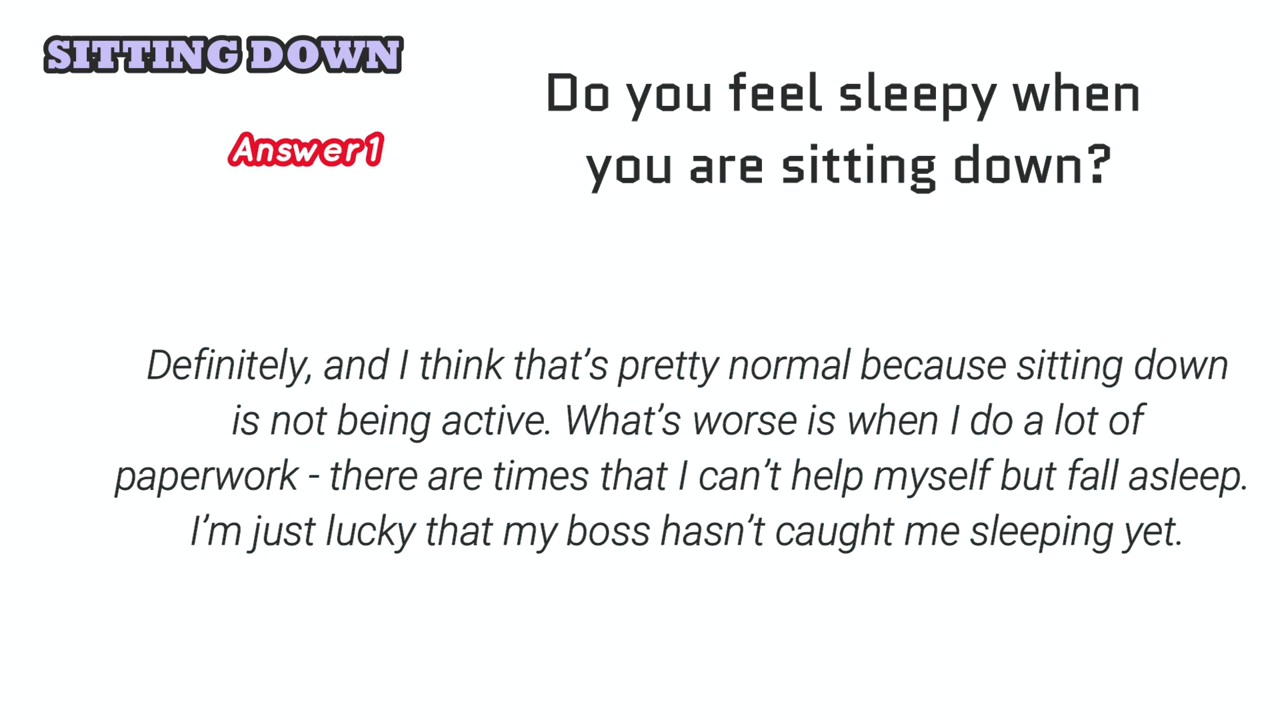 SITTING DOWN
Answer 1
Do you feel sleepy when
you are sitting down?
Definitely, and I think that's pretty normal because sitting down
is not being active. What's worse is when I do a lot of
paperwork - there are times that I can't help myself but fall asleep.
I'm just lucky that my boss hasn't caught me sleeping yet.